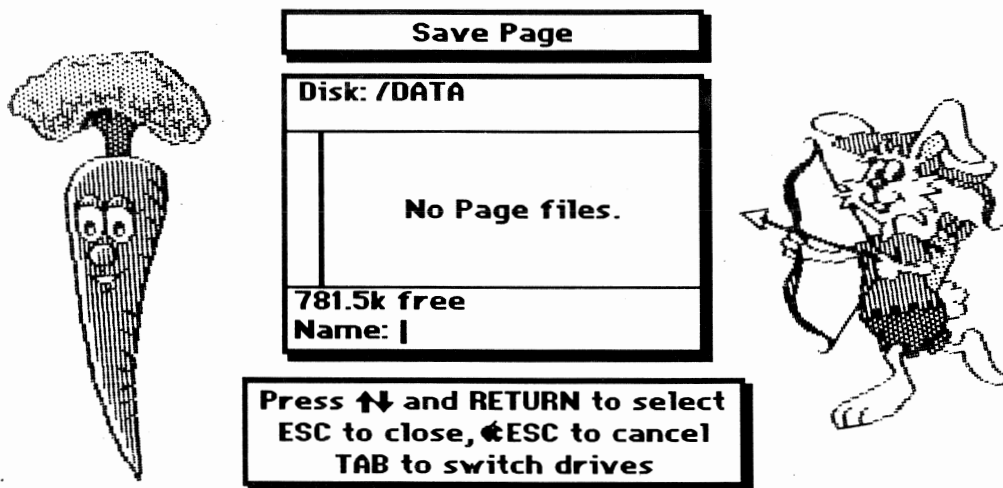 Save Page
Disk: /DATA
No Page files.
781.5k free
Name:
Press ↑↓ and RETURN to select
ESC to close, ESC to cancel
TAB to switch drives